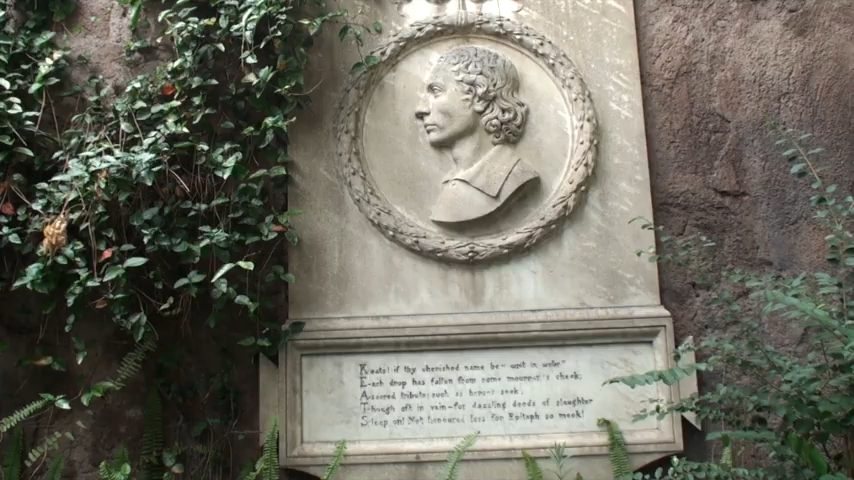 Keats! if thy cherished name be "writ in water"
Each drop has fallen from some mourner's cheek;
A sacred tribute; such as heroes seek,
Though oft in vain-for dazzling deeds of slaughter
Sleep on! Not honoured less for Epitaph so meek!